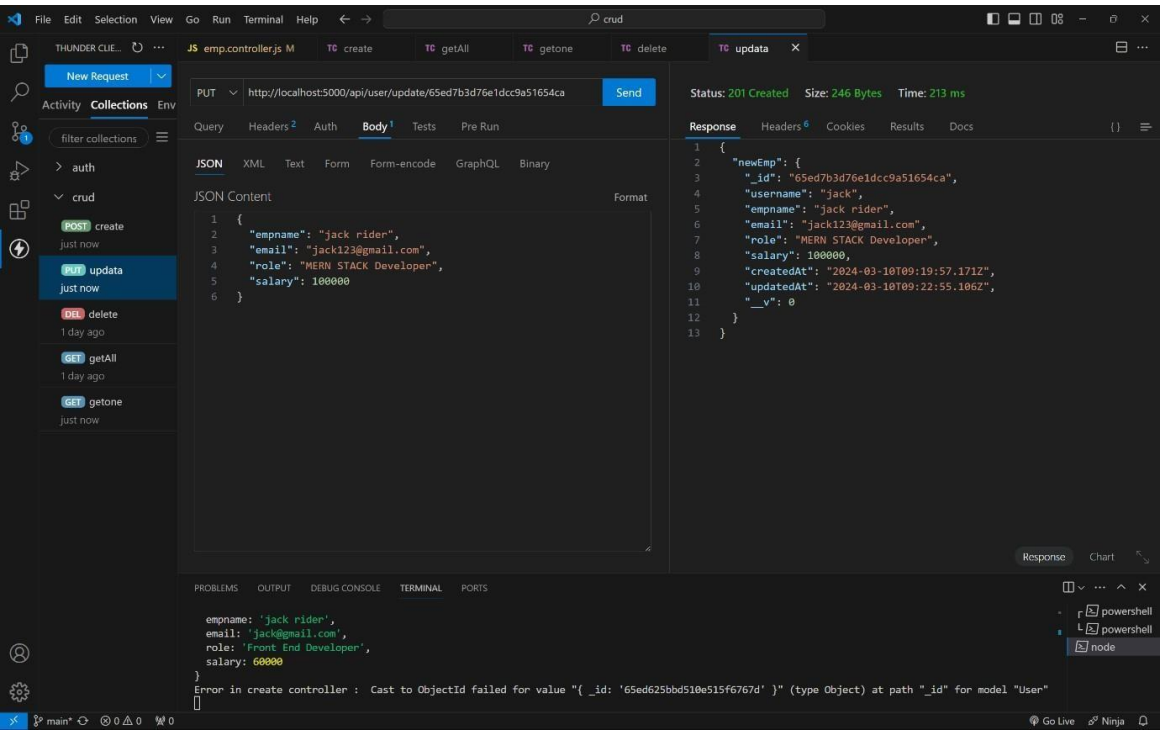 File Edit Selection View Go Run Terminal Help crud
THUNDER CLIE... JS emp.controller.js M TC create TC getAll TC getone TC delete TC updata
New Request
Activity Collections Env
filter collections
auth
crud
POST create
just now
PUT updata
just now
DEL delete
1 day ago
GET getAll
1 day ago
GET getone
just now
PUT http://localhost:5000/api/user/update/65ed7b3d76e1dcc9a51654ca Send
Query Headers 2 Auth Body 1 Tests Pre Run
JSON XML Text Form Form-encode GraphQL Binary
JSON Content Format
1 {
2 "empname": "jack rider",
3 "email": "jack123@gmail.com",
4 "role": "MERN STACK Developer",
5 "salary": 100000
6 }
Status: 201 Created Size: 246 Bytes Time: 213 ms
Response Headers 6 Cookies Results Docs {}
1 {
2 "newEmp": {
3 "_id": "65ed7b3d76e1dcc9a51654ca",
4 "username": "jack",
5 "empname": "jack rider",
6 "email": "jack123@gmail.com",
7 "role": "MERN STACK Developer",
8 "salary": 100000,
9 "createdAt": "2024-03-10T09:19:57.171Z",
10 "updatedAt": "2024-03-10T09:22:55.106Z",
11 "__v": 0
12 }
13 }
Response Chart
PROBLEMS OUTPUT DEBUG CONSOLE TERMINAL PORTS
empname: 'jack rider',
email: 'jack@gmail.com',
role: 'Front End Developer',
salary: 60000
}
Error in create controller : Cast to ObjectId failed for value "{ _id: '65ed625bbd510e515f6767d' }" (type Object) at path "_id" for model "User"
powershell
powershell
node
main* 0 0 0 Go Live Ninja